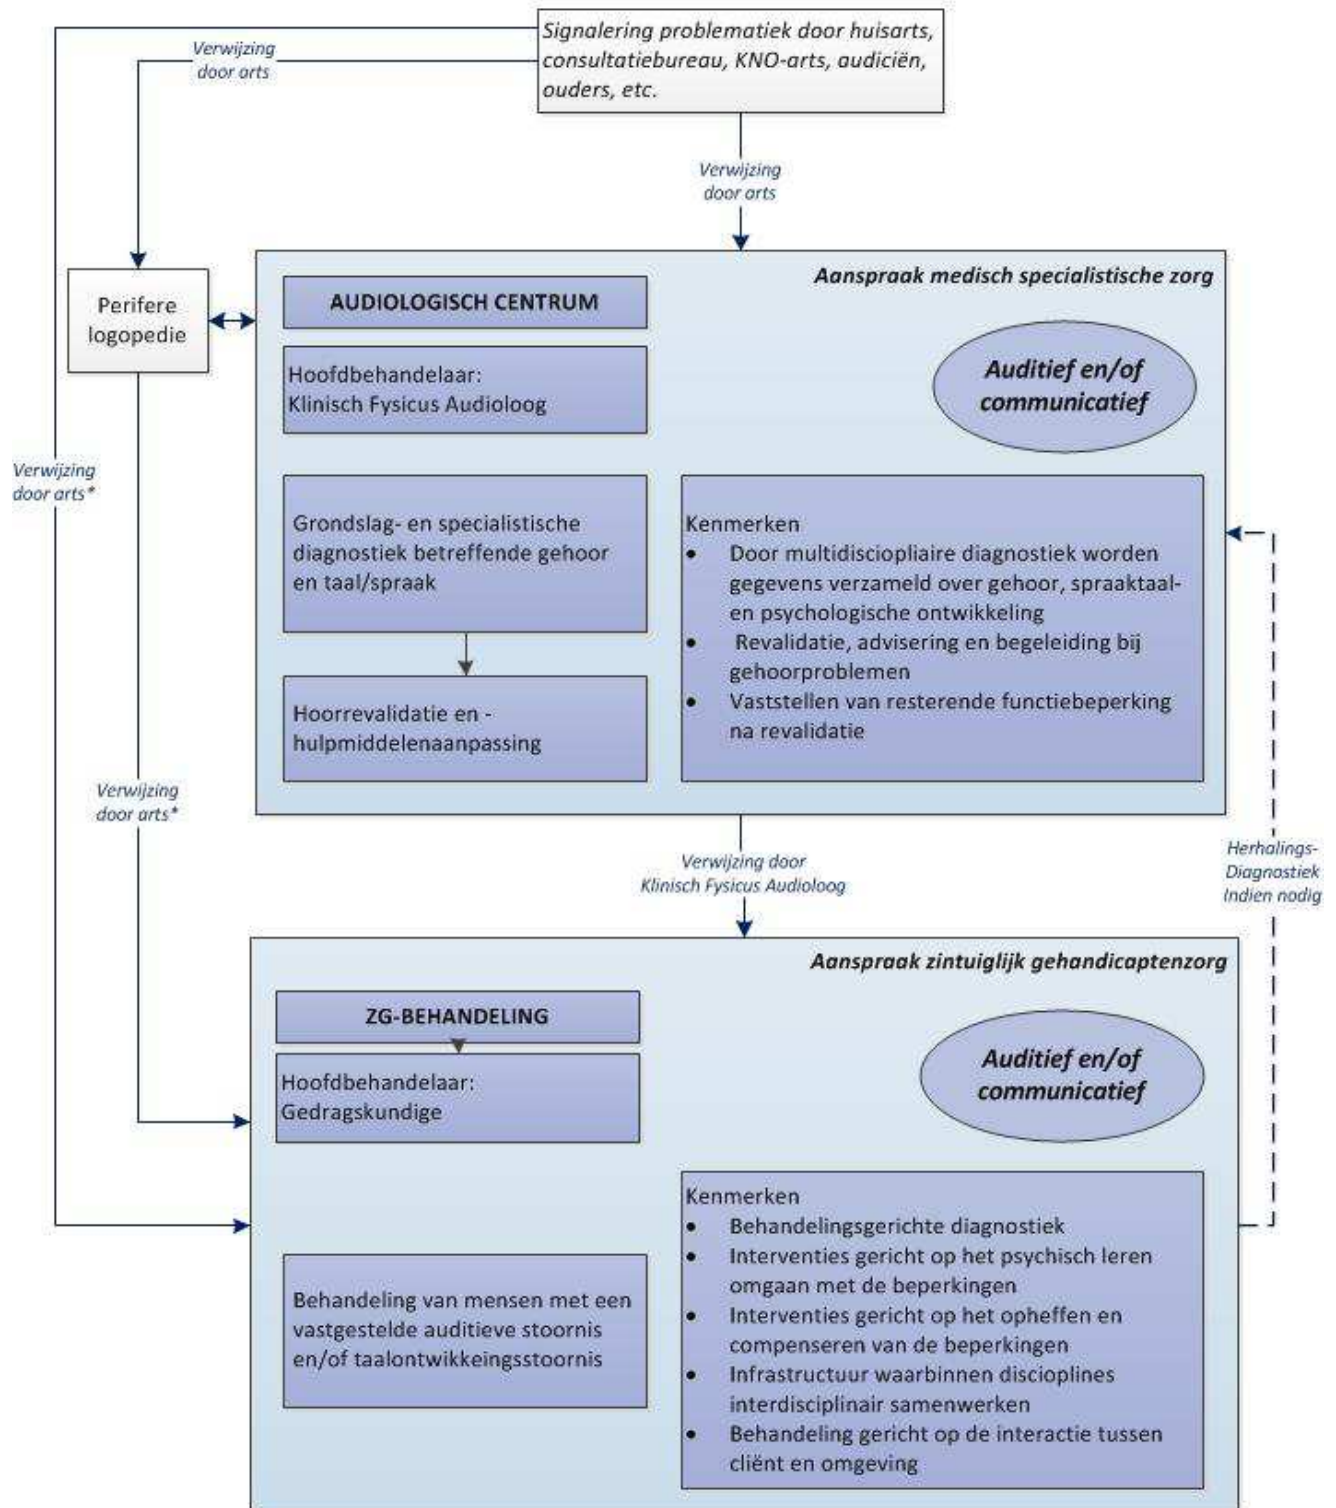 Signalering problematiek door huisarts,
consultatiebureau, KNO-arts, audiciën,
ouders, etc.
Verwijzing
door arts
Verwijzing
door arts
Perifere
logopedie
Aanspraak medisch specialistische zorg
AUDIOLOGISCH CENTRUM
Hoofdbehandelaar:
Klinisch Fysicus Audioloog
Auditief en/of
communicatief
Verwijzing
door arts*
Grondslag- en specialistische
diagnostiek betreffende gehoor
en taal/spraak
Hoorrevalidatie en -
hulpmiddelenaanpassing
Kenmerken
• Door multidisciopliaire diagnostiek worden
gegevens verzameld over gehoor, spraaktaal-
en psychologische ontwikkeling
• Revalidatie, advisering en begeleiding bij
gehoorproblemen
• Vaststellen van resterende functiebeperking
na revalidatie
Verwijzing
door arts*
Verwijzing door
Klinisch Fysicus Audioloog
Herhalings-
Diagnostiek
Indien nodig
Aanspraak zintuiglijk gehandicaptenzorg
ZG-BEHANDELING
Hoofdbehandelaar:
Gedragskundige
Auditief en/of
communicatief
Behandeling van mensen met een
vastgestelde auditieve stoornis
en/of taalontwikkeingsstoornis
Kenmerken
• Behandelingsgerichte diagnostiek
• Interventies gericht op het psychisch leren
omgaan met de beperkingen
• Interventies gericht op het opheffen en
compenseren van de beperkingen
• Infrastructuur waarbinnen discioplines
interdisciplinair samenwerken
• Behandeling gericht op de interactie tussen
cliënt en omgeving